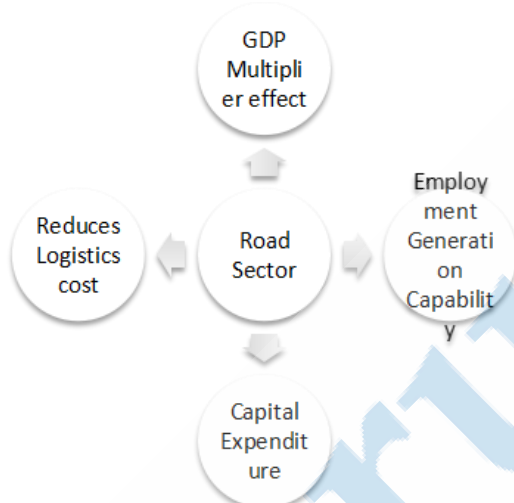 GDP
Multipli
er effect
Reduces
Logistics
cost
Road
Sector
Employ
ment
Generati
on
Capabilit
y
Capital
Expendit
ure